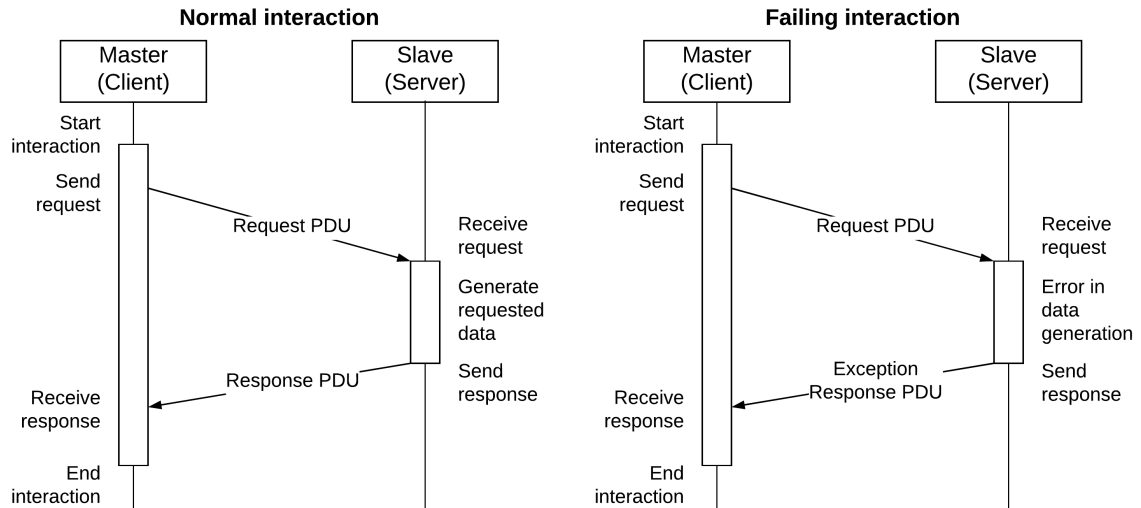 Normal interaction
Master
(Client)
Slave
(Server)
Start
interaction
Send
request
Request PDU
Receive
request
Generate
requested
data
Response PDU
Send
response
Receive
response
End
interaction
Failing interaction
Master
(Client)
Slave
(Server)
Start
interaction
Send
request
Request PDU
Receive
request
Error in
data
generation
Exception
Response PDU
Send
response
Receive
response
End
interaction